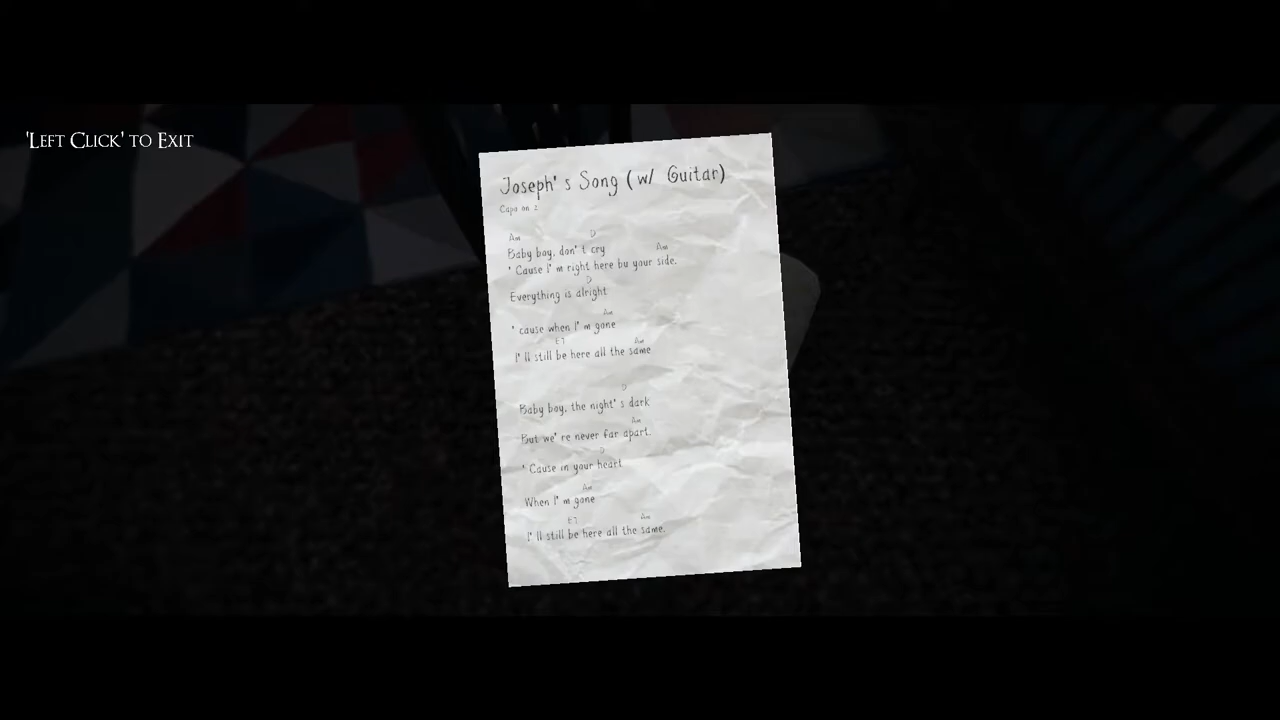 'Left Click' to Exit
Joseph's Song (w/ Guitar)
Capo on 2
Am D
Baby boy, don't cry
Am
'Cause I'm right here bu your side.
D
Everything is alright
Am
'cause when I'm gone
E7 Am
I'll still be here all the same
D
Baby boy, the night's dark
Am
But we're never far apart.
D
'Cause in your heart
Am
When I'm gone
E7 Am
I'll still be here all the same.